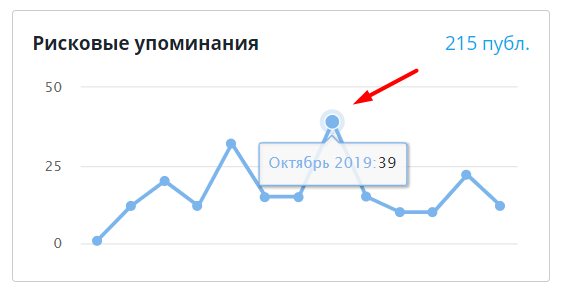 Рисковые упоминания
215 публ.
50
Октябрь 2019: 39
25
0